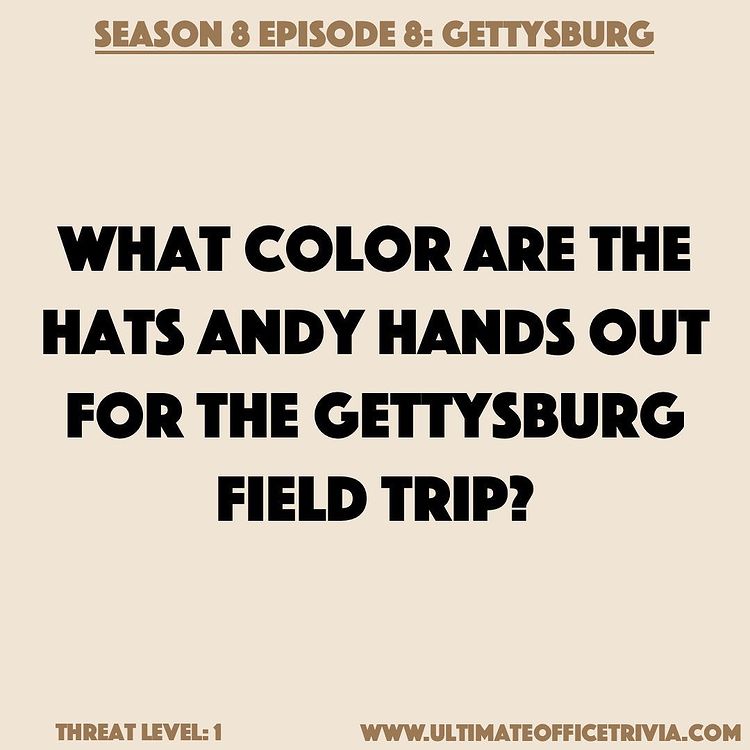 SEASON 8 EPISODE 8: GETTYSBURG
WHAT COLOR ARE THE
HATS ANDY HANDS OUT
FOR THE GETTYSBURG
FIELD TRIP?
THREAT LEVEL: 1
WWW.ULTIMATEOFFICETRIVIA.COM